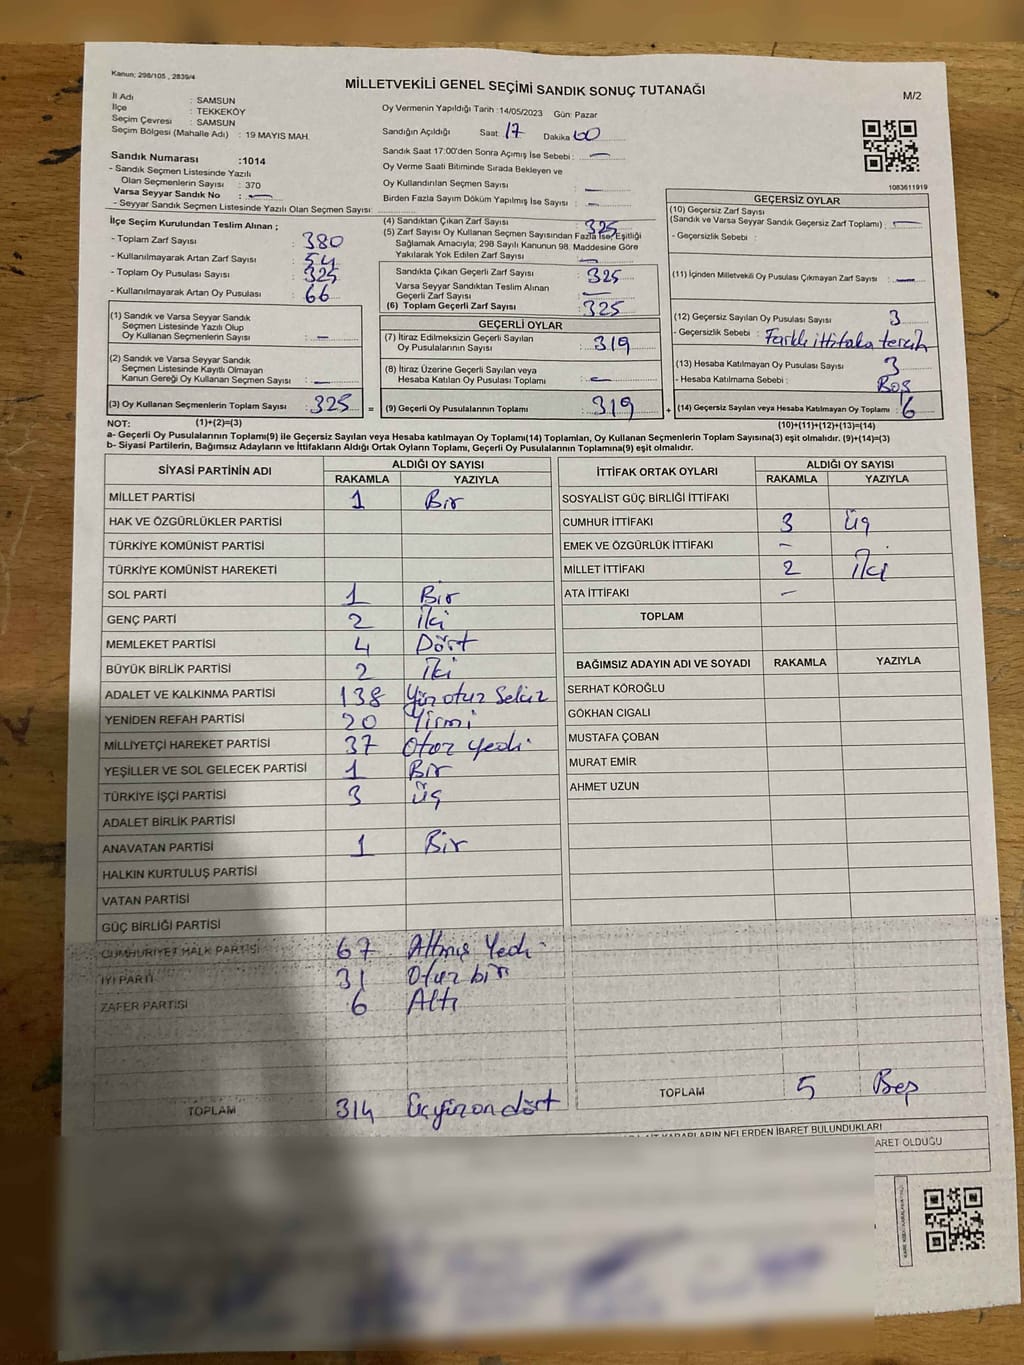 Kanun; 298/105 , 2839/4
MİLLETVEKİLİ GENEL SEÇİMİ SANDIK SONUÇ TUTANAĞI
M/2
İl Adı : SAMSUN
İlçe : TEKKEKÖY
Seçim Çevresi : SAMSUN
Seçim Bölgesi (Mahalle Adı) : 19 MAYIS MAH.
Sandık Numarası :1014
- Sandık Seçmen Listesinde Yazılı
Olan Seçmenlerin Sayısı : 370
Varsa Seyyar Sandık No : —
- Seyyar Sandık Seçmen Listesinde Yazılı Olan Seçmen Sayısı:
Oy Vermenin Yapıldığı Tarih :14/05/2023 Gün: Pazar
Sandığın Açıldığı Saat: 17 Dakika 00
Sandık Saat 17:00'den Sonra Açımış İse Sebebi : —
Oy Verme Saati Bitiminde Sırada Bekleyen ve
Oy Kullandırılan Seçmen Sayısı : —
Birden Fazla Sayım Döküm Yapılmış İse Sayısı : —
1083611919
İlçe Seçim Kurulundan Teslim Alınan ;
- Toplam Zarf Sayısı : 380
- Kullanılmayarak Artan Zarf Sayısı : 54
- Toplam Oy Pusulası Sayısı : 325
- Kullanılmayarak Artan Oy Pusulası : 66
(1) Sandık ve Varsa Seyyar Sandık
Seçmen Listesinde Yazılı Olup
Oy Kullanan Seçmenlerin Sayısı : —
(2) Sandık ve Varsa Seyyar Sandık
Seçmen Listesinde Kayıtlı Olmayan
Kanun Gereği Oy Kullanan Seçmen Sayısı : —
(3) Oy Kullanan Seçmenlerin Toplam Sayısı : 325 =
(4) Sandıktan Çıkan Zarf Sayısı : 325
(5) Zarf Sayısı Oy Kullanan Seçmen Sayısından Fazla İse, Eşitliği
Sağlamak Amacıyla; 298 Sayılı Kanunun 98. Maddesine Göre
Yakılarak Yok Edilen Zarf Sayısı : —
Sandıkta Çıkan Geçerli Zarf Sayısı : 325
Varsa Seyyar Sandıktan Teslim Alınan
Geçerli Zarf Sayısı : —
(6) Toplam Geçerli Zarf Sayısı : 325
GEÇERLİ OYLAR
(7) İtiraz Edilmeksizin Geçerli Sayılan
Oy Pusulalarının Sayısı : 319
(8) İtiraz Üzerine Geçerli Sayılan veya
Hesaba Katılan Oy Pusulası Toplamı : —
(9) Geçerli Oy Pusulalarının Toplamı : 319 +
GEÇERSİZ OYLAR
(10) Geçersiz Zarf Sayısı
(Sandık ve Varsa Seyyar Sandık Geçersiz Zarf Toplamı) : —
- Geçersizlik Sebebi :
(11) İçinden Milletvekili Oy Pusulası Çıkmayan Zarf Sayısı : —
(12) Geçersiz Sayılan Oy Pusulası Sayısı : 3
- Geçersizlik Sebebi : Farklı ittifaka tercih
(13) Hesaba Katılmayan Oy Pusulası : 3
- Hesaba Katılmama Sebebi : Boş
(14) Geçersiz Sayılan veya Hesaba Katılmayan Oy Toplamı : 6
NOT: (1)+(2)=(3) (10)+(11)+(12)+(13)=(14)
a- Geçerli Oy Pusulalarının Toplamı(9) ile Geçersiz Sayılan veya Hesaba katılmayan Oy Toplamı(14) Toplamları, Oy Kullanan Seçmenlerin Toplam Sayısına(3) eşit olmalıdır. (9)+(14)=(3)
b- Siyasi Partilerin, Bağımsız Adayların ve İttifakların Aldığı Ortak Oyların Toplamı, Geçerli Oy Pusulalarının Toplamına(9) eşit olmalıdır.
SİYASİ PARTİNİN ADI ALDIĞI OY SAYISI
RAKAMLA YAZIYLA
MİLLET PARTİSİ 1 Bir
HAK VE ÖZGÜRLÜKLER PARTİSİ
TÜRKİYE KOMÜNİST PARTİSİ
TÜRKİYE KOMÜNİST HAREKETİ
SOL PARTİ 1 Bir
GENÇ PARTİ 2 İki
MEMLEKET PARTİSİ 4 Dört
BÜYÜK BİRLİK PARTİSİ 2 İki
ADALET VE KALKINMA PARTİSİ 138 Yüz otuz Sekiz
YENİDEN REFAH PARTİSİ 20 Yirmi
MİLLİYETÇİ HAREKET PARTİSİ 37 Otuz yedi
YEŞİLLER VE SOL GELECEK PARTİSİ 1 Bir
TÜRKİYE İŞÇİ PARTİSİ 3 Üç
ADALET BİRLİK PARTİSİ
ANAVATAN PARTİSİ 1 Bir
HALKIN KURTULUŞ PARTİSİ
VATAN PARTİSİ
GÜÇ BİRLİĞİ PARTİSİ
CUMHURİYET HALK PARTİSİ 67 Altmış Yedi
İYİ PARTİ 31 Otuz bir
ZAFER PARTİSİ 6 Altı
TOPLAM 314 Üçyüzondört
İTTİFAK ORTAK OYLARI ALDIĞI OY SAYISI
RAKAMLA YAZIYLA
SOSYALİST GÜÇ BİRLİĞİ İTTİFAKI
CUMHUR İTTİFAKI 3 Üç
EMEK VE ÖZGÜRLÜK İTTİFAKI –
MİLLET İTTİFAKI 2 İki
ATA İTTİFAKI –
TOPLAM
BAĞIMSIZ ADAYIN ADI VE SOYADI RAKAMLA YAZIYLA
SERHAT KÖROĞLU
GÖKHAN CIGALI
MUSTAFA ÇOBAN
MURAT EMİR
AHMET UZUN
TOPLAM 5 Beş
KARARLARIN NELERDEN İBARET BULUNDUKLARI
ARET OLDUĞU